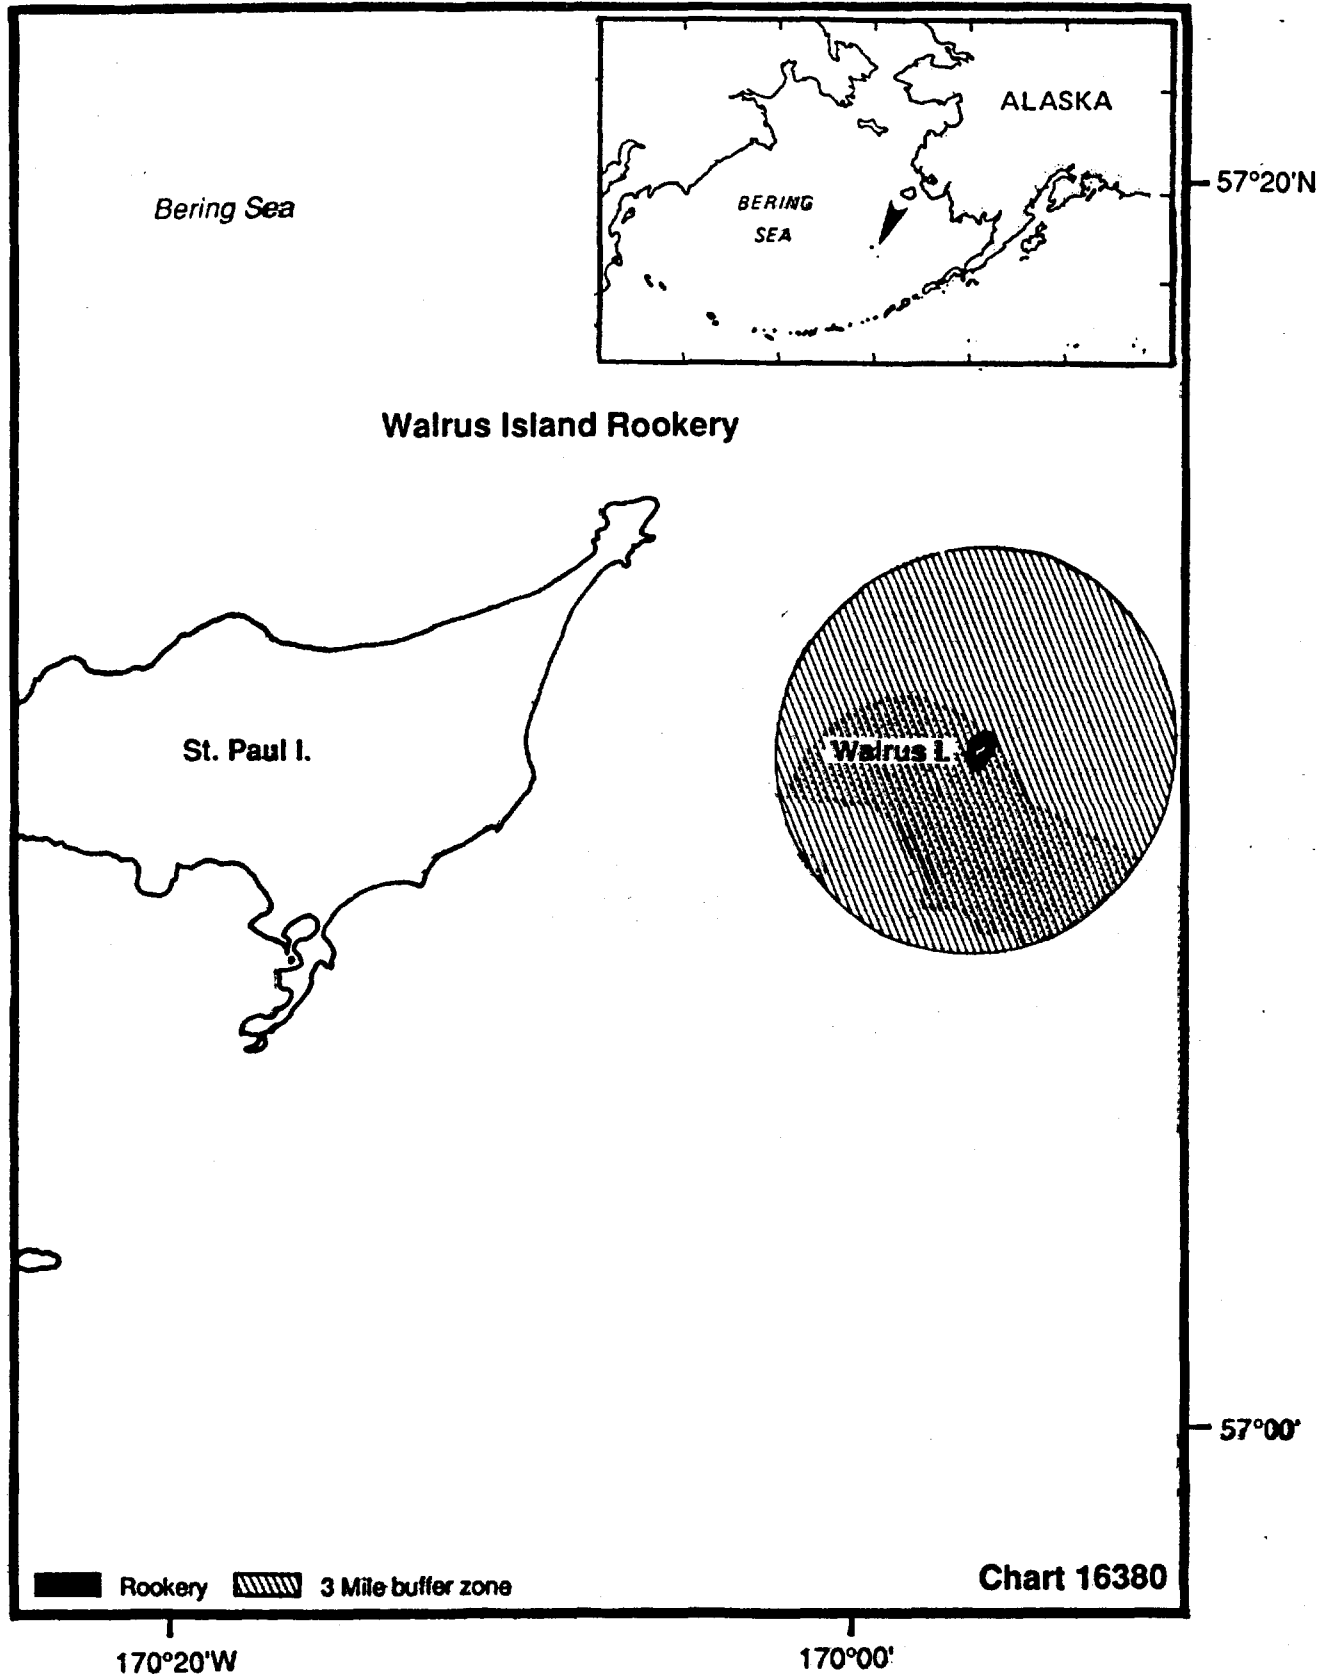 ALASKA
57°20'N
Bering Sea
BERING
SEA
Walrus Island Rookery
St. Paul I.
Walrus I.
57°00'
Chart 16380
Rookery
3 Mile buffer zone
170°20'W
170°00'